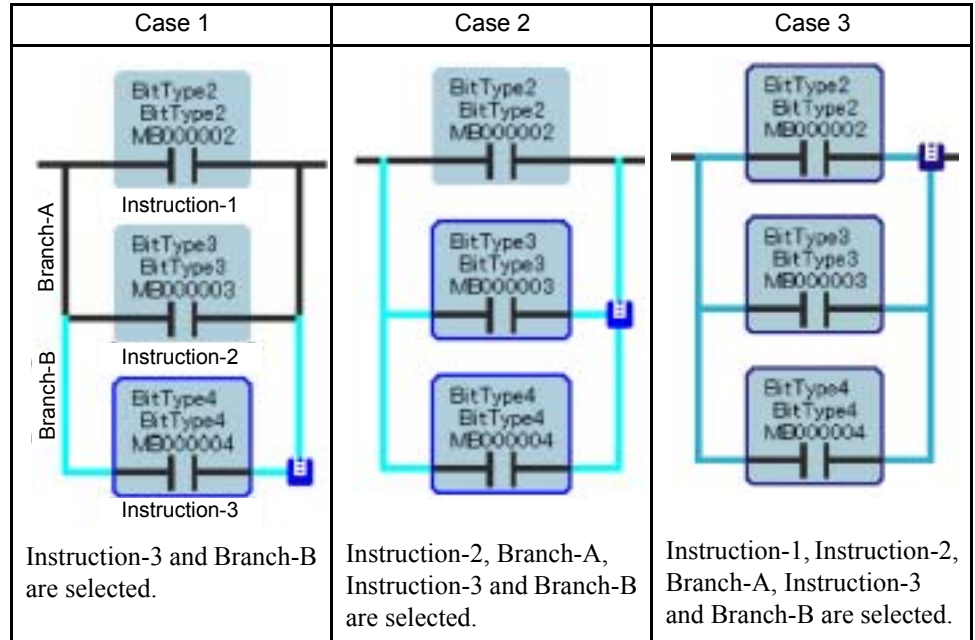 Case 1
Case 2
Case 3
BitType2
BitType2
MB000002
Instruction-1
Branch-A
BitType3
BitType3
MB000003
Instruction-2
Branch-B
BitType4
BitType4
MB000004
Instruction-3
Instruction-3 and Branch-B
are selected.
BitType2
BitType2
MB000002
BitType3
BitType3
MB000003
BitType4
BitType4
MB000004
Instruction-2, Branch-A,
Instruction-3 and Branch-B
are selected.
BitType2
BitType2
MB000002
BitType3
BitType3
MB000003
BitType4
BitType4
MB000004
Instruction-1, Instruction-2,
Branch-A, Instruction-3
and Branch-B are selected.